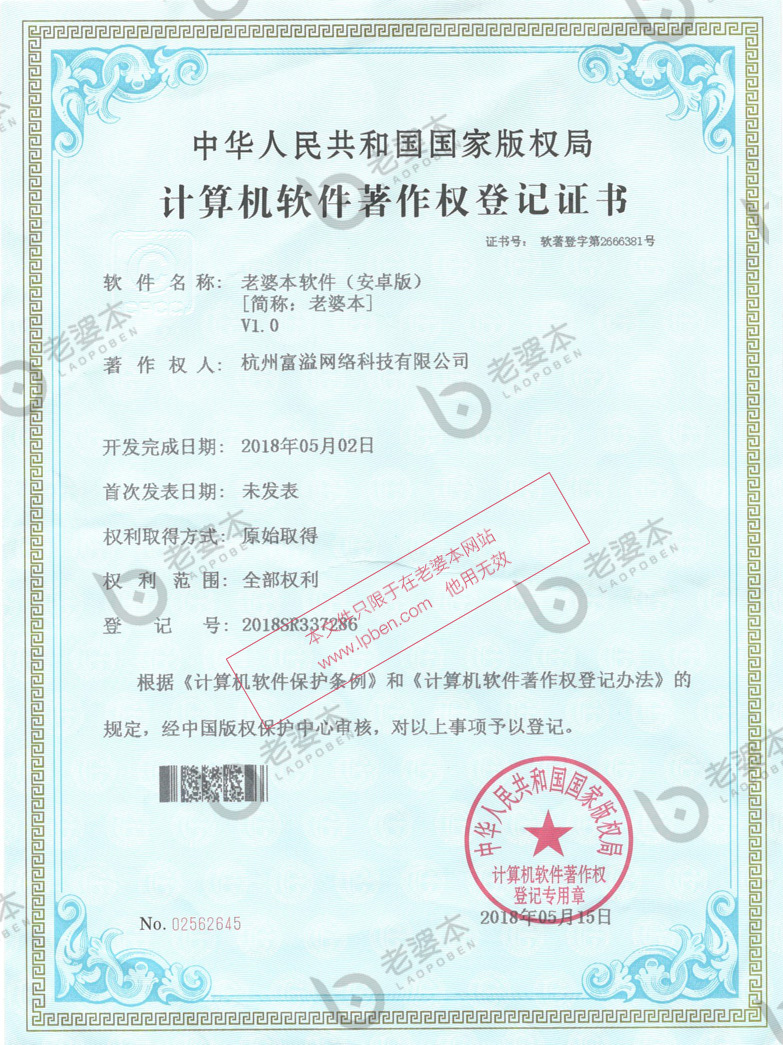 中华人民共和国国家版权局
计算机软件著作权登记证书
证书号： 软著登字第2666381号
软件名称： 老婆本软件（安卓版）
[简称：老婆本]
V1.0
著作权人： 杭州富溢网络科技有限公司
开发完成日期： 2018年05月02日
首次发表日期： 未发表
权利取得方式： 原始取得
权利范围： 全部权利
登记号： 2018SR337286
本文件只限于在老婆本网站
www.lpben.com 他用无效
根据《计算机软件保护条例》和《计算机软件著作权登记办法》的
规定，经中国版权保护中心审核，对以上事项予以登记。
中华人民共和国国家版权局
计算机软件著作权
登记专用章
2018年05月15日
No. 02562645
老婆本
LAOPOBEN
老婆本
LAOPOBEN
老婆本
LAOPOBEN
老婆本
LAOPOBEN
老婆本
LAOPOBEN
老婆本
LAOPOBEN
老婆本
老婆本
LAOPOBEN